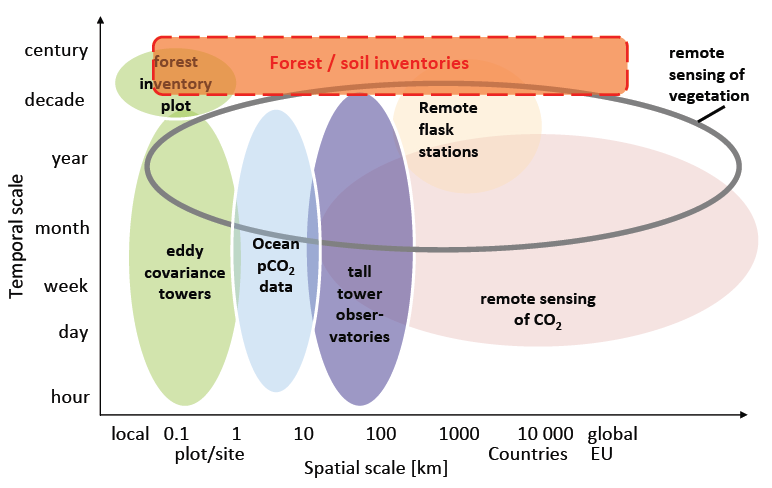 century
decade
year
month
week
day
hour
Temporal scale
forest
inventory
plot
Forest / soil inventories
remote
sensing of
vegetation
Remote
flask
stations
eddy
covariance
towers
Ocean
pCO₂
data
tall
tower
obser-
vatories
remote sensing
of CO₂
local 0.1 1 10 100 1000 10 000 global
plot/site Countries EU
Spatial scale [km]